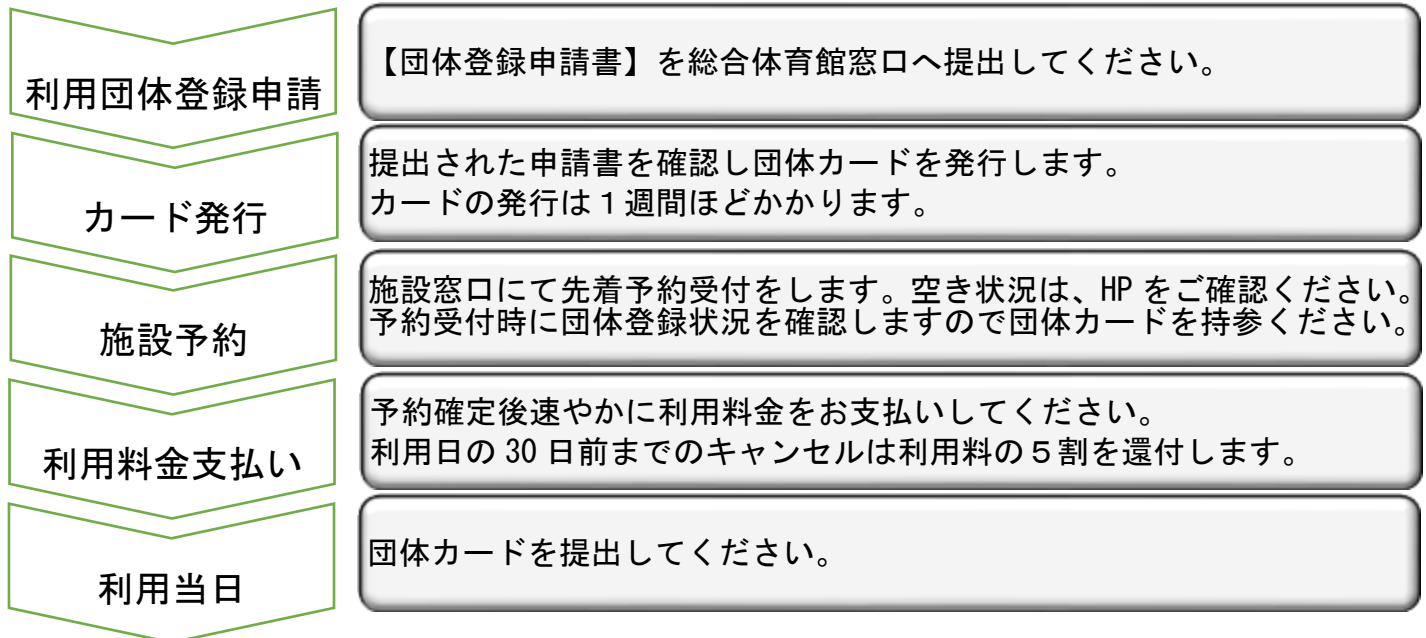 利用団体登録申請
【団体登録申請書】を総合体育館窓口へ提出してください。
カード発行
提出された申請書を確認し団体カードを発行します。
カードの発行は１週間ほどかかります。
施設予約
施設窓口にて先着予約受付をします。空き状況は、HP をご確認ください。
予約受付時に団体登録状況を確認しますので団体カードを持参ください。
利用料金支払い
予約確定後速やかに利用料金をお支払いしてください。
利用日の 30 日前までのキャンセルは利用料の５割を還付します。
利用当日
団体カードを提出してください。